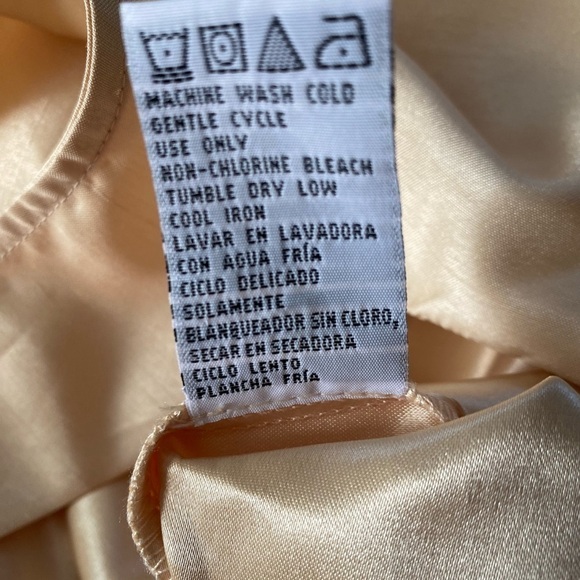 MACHINE WASH COLD
GENTLE CYCLE
USE ONLY
NON-CHLORINE BLEACH
TUMBLE DRY LOW
COOL IRON
LAVAR EN LAVADORA
CON AGUA FRÍA
CICLO DELICADO
SOLAMENTE
BLANQUEADOR SIN CLORO,
SECAR EN SECADORA
CICLO LENTO
PLANCHA FRÍA